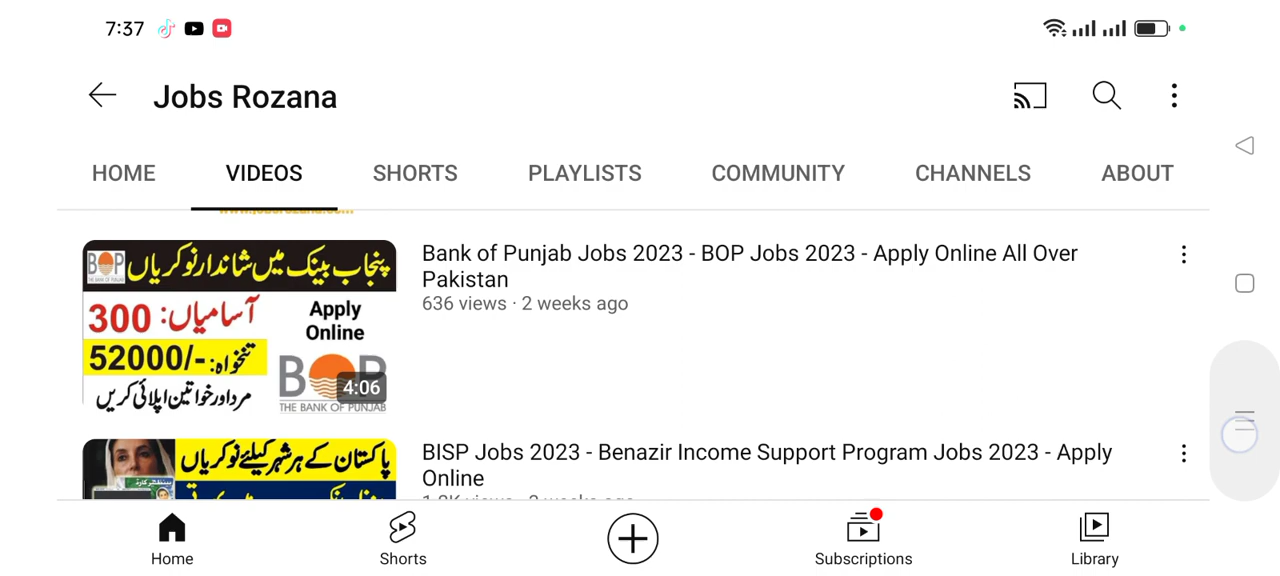 7:37
Jobs Rozana
HOME VIDEOS SHORTS PLAYLISTS COMMUNITY CHANNELS ABOUT
www.jobsrozana.com
BOP THE BANK OF PUNJAB پنجاب بینک میں شاندار نوکریاں
آسامیاں: 300
Apply
Online
تنخواہ: 52000/-
مرد اور خواتین اپلائی کریں
BOP
THE BANK OF PUNJAB
4:06
Bank of Punjab Jobs 2023 - BOP Jobs 2023 - Apply Online All Over
Pakistan
636 views · 2 weeks ago
پاکستان کے ہر شہر کیلئے نوکریاں
BISP Jobs 2023 - Benazir Income Support Program Jobs 2023 - Apply
Online
Home Shorts Subscriptions Library